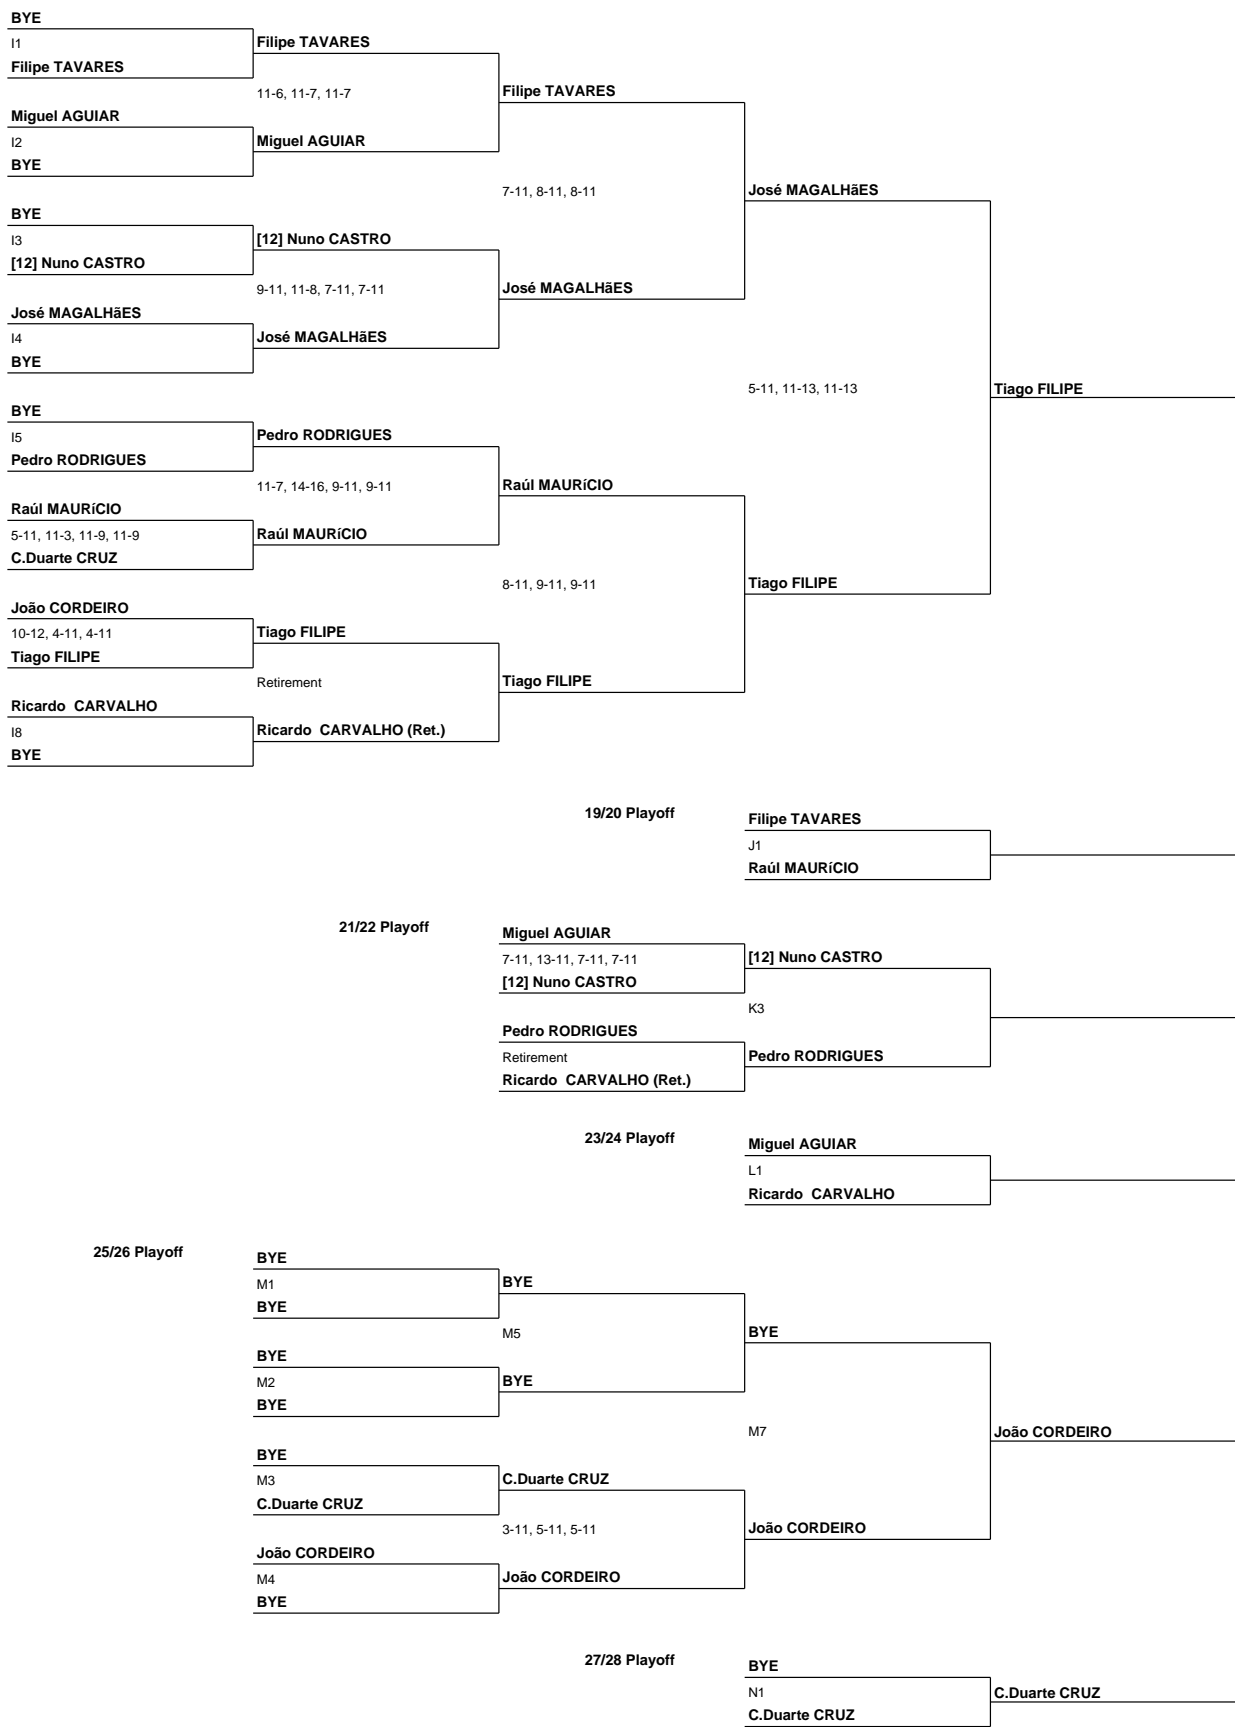 BYE
I1
Filipe TAVARES
Filipe TAVARES
11-6, 11-7, 11-7
Filipe TAVARES
Miguel AGUIAR
I2
BYE
Miguel AGUIAR
7-11, 8-11, 8-11
José MAGALHãES
BYE
I3
[12] Nuno CASTRO
[12] Nuno CASTRO
9-11, 11-8, 7-11, 7-11
José MAGALHãES
José MAGALHãES
I4
BYE
José MAGALHãES
5-11, 11-13, 11-13
Tiago FILIPE
BYE
I5
Pedro RODRIGUES
Pedro RODRIGUES
11-7, 14-16, 9-11, 9-11
Raúl MAURíCIO
Raúl MAURíCIO
5-11, 11-3, 11-9, 11-9
C.Duarte CRUZ
Raúl MAURíCIO
8-11, 9-11, 9-11
Tiago FILIPE
João CORDEIRO
10-12, 4-11, 4-11
Tiago FILIPE
Tiago FILIPE
Retirement
Tiago FILIPE
Ricardo  CARVALHO
I8
BYE
Ricardo  CARVALHO (Ret.)
19/20 Playoff
Filipe TAVARES
J1
Raúl MAURíCIO
21/22 Playoff
Miguel AGUIAR
7-11, 13-11, 7-11, 7-11
[12] Nuno CASTRO
[12] Nuno CASTRO
K3
Pedro RODRIGUES
Retirement
Ricardo  CARVALHO (Ret.)
Pedro RODRIGUES
23/24 Playoff
Miguel AGUIAR
L1
Ricardo  CARVALHO
25/26 Playoff
BYE
M1
BYE
BYE
M5
BYE
BYE
M2
BYE
BYE
M7
João CORDEIRO
BYE
M3
C.Duarte CRUZ
C.Duarte CRUZ
3-11, 5-11, 5-11
João CORDEIRO
João CORDEIRO
M4
BYE
João CORDEIRO
27/28 Playoff
BYE
N1
C.Duarte CRUZ
C.Duarte CRUZ